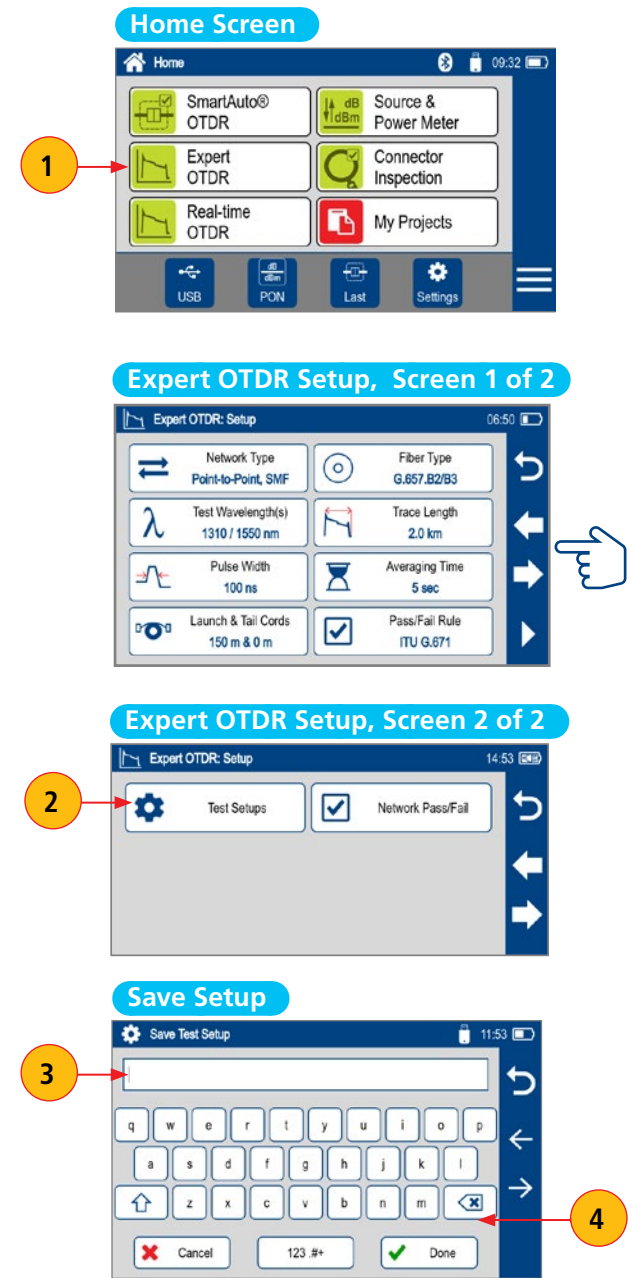 Home Screen
Home 09:32
SmartAuto®
OTDR
dB
dBm
Source &
Power Meter
1
Expert
OTDR
Connector
Inspection
Real-time
OTDR
My Projects
dB
dBm
USB PON Last Settings
Expert OTDR Setup, Screen 1 of 2
Expert OTDR: Setup 06:50
Network Type
Point-to-Point, SMF
Fiber Type
G.657.B2/B3
λ
Test Wavelength(s)
1310 / 1550 nm
Trace Length
2.0 km
Pulse Width
100 ns
Averaging Time
5 sec
Launch & Tail Cords
150 m & 0 m
Pass/Fail Rule
ITU G.671
Expert OTDR Setup, Screen 2 of 2
Expert OTDR: Setup 14:53
2
Test Setups Network Pass/Fail
Save Setup
Save Test Setup 11:53
3
q w e r t y u i o p
a s d f g h j k l
z x c v b n m
4
Cancel 123 .#+ Done